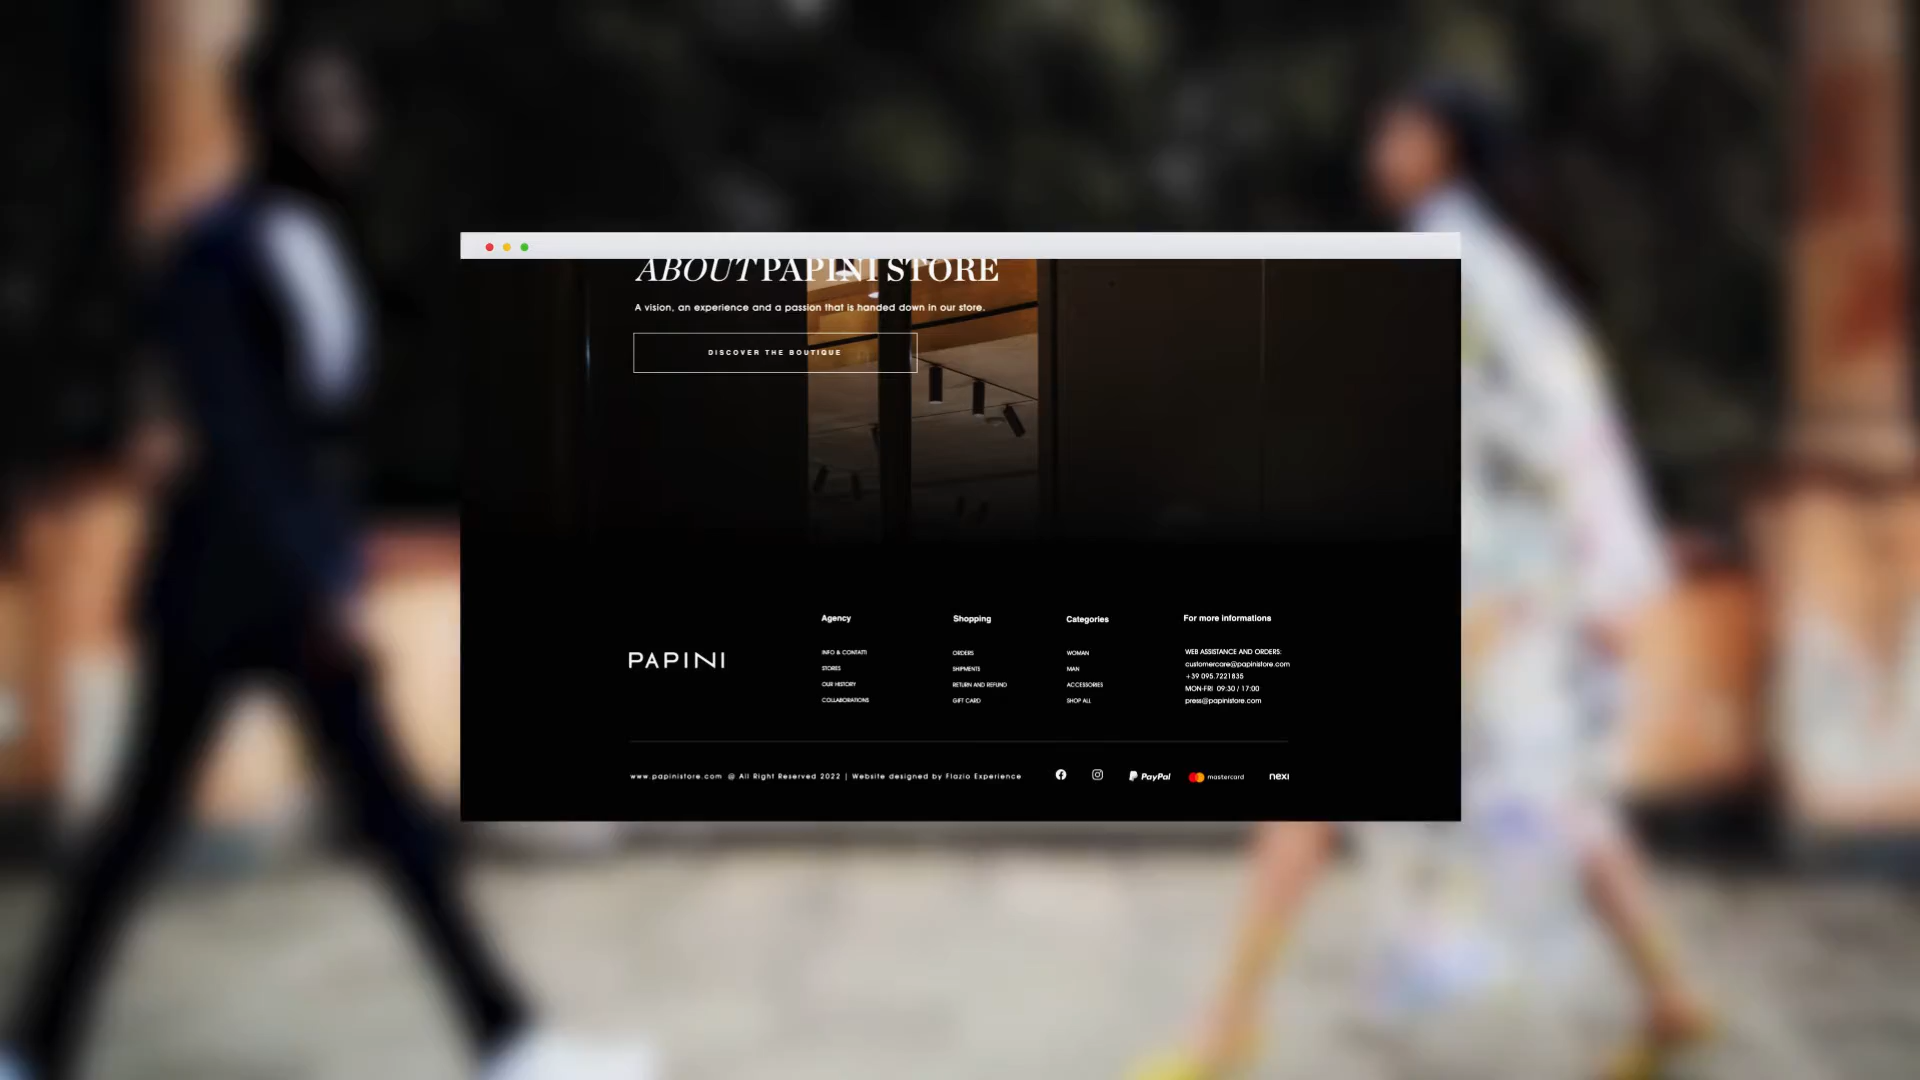 ABOUT PAPINI STORE
A vision, an experience and a passion that is handed down in our store.
DISCOVER THE BOUTIQUE
PAPINI
Agency
INFO & CONTATTI
STORIES
OUR HISTORY
COLLABORATIONS
Shopping
ORDERS
SHIPMENTS
RETURN AND REFUND
GIFT CARD
Categories
WOMAN
MAN
ACCESSORIES
SHOP ALL
For more informations
WEB ASSISTANCE AND ORDERS:
customercare@papinistore.com
+39 095.7221835
MON-FRI 09:30 / 17:00
press@papinistore.com
www.papinistore.com @ All Right Reserved 2022 | Website designed by Flazio Experience
PayPal
mastercard
nexi